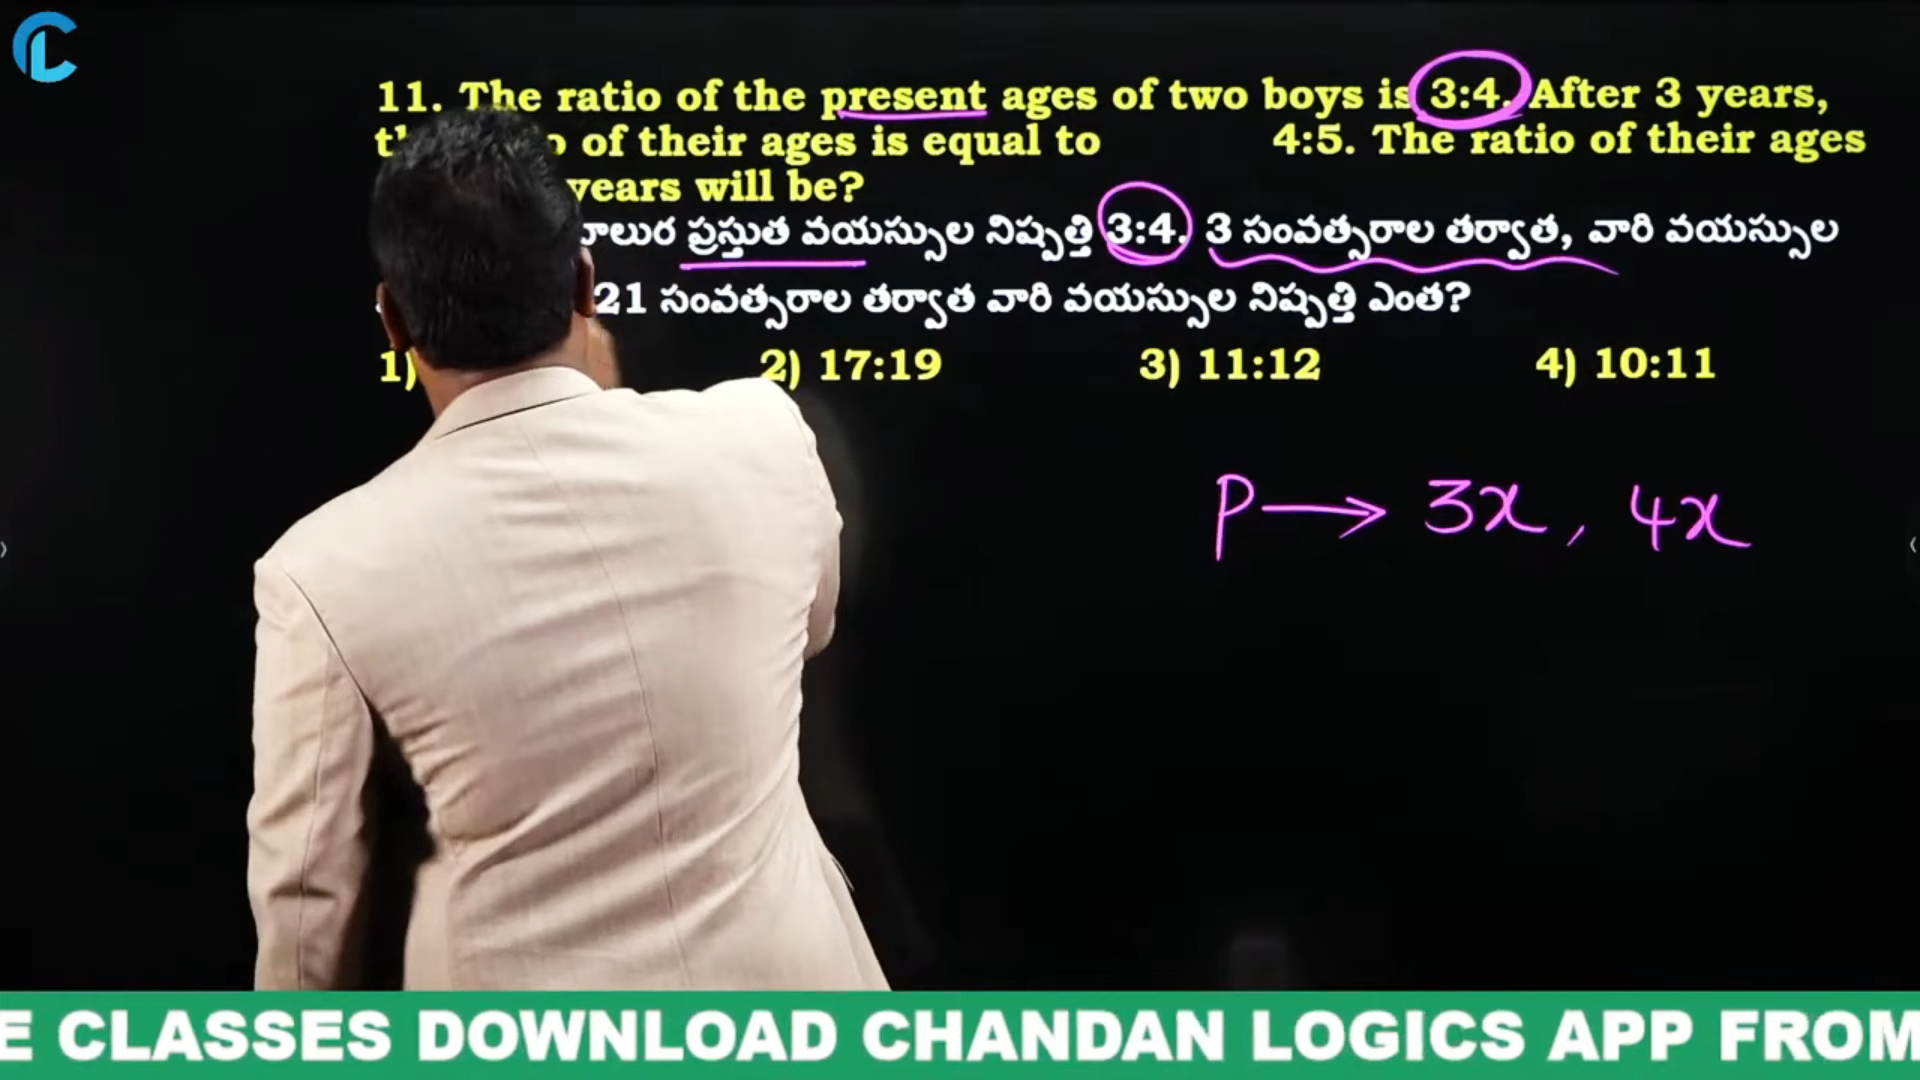 11. The ratio of the present ages of two boys is 3:4. After 3 years,
of their ages is equal to 4:5. The ratio of their ages
years will be?
ప్రస్తుత వయస్సుల నిష్పత్తి 3:4. 3 సంవత్సరాల తర్వాత, వారి వయస్సుల
21 సంవత్సరాల తర్వాత వారి వయస్సుల నిష్పత్తి ఎంత?
1) 2) 17:19 3) 11:12 4) 10:11
P → 3x, 4x
E CLASSES DOWNLOAD CHANDAN LOGICS APP FROM